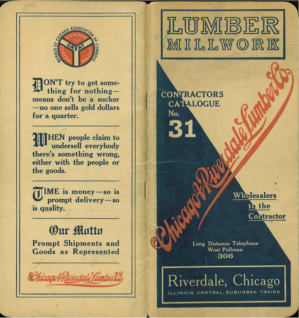 DON'T try to get some-
thing for nothing—
means don't be a sucker
—no one sells gold dollars
for a quarter.
WHEN people claim to
undersell everybody
there's something wrong,
either with the people or
the goods.
TIME is money—so is
prompt delivery—so
is quality.
Our Motto
Prompt Shipments and
Goods as Represented
Chicago & Riverdale Lumber Co.
LUMBER
MILLWORK
CONTRACTORS
CATALOGUE
No.
31
Chicago & Riverdale Lumber Co.
Wholesalers
to the
Contractor
Long Distance Telephone
West Pullman
306
Riverdale, Chicago
ILLINOIS CENTRAL SUBURBAN TRAINS